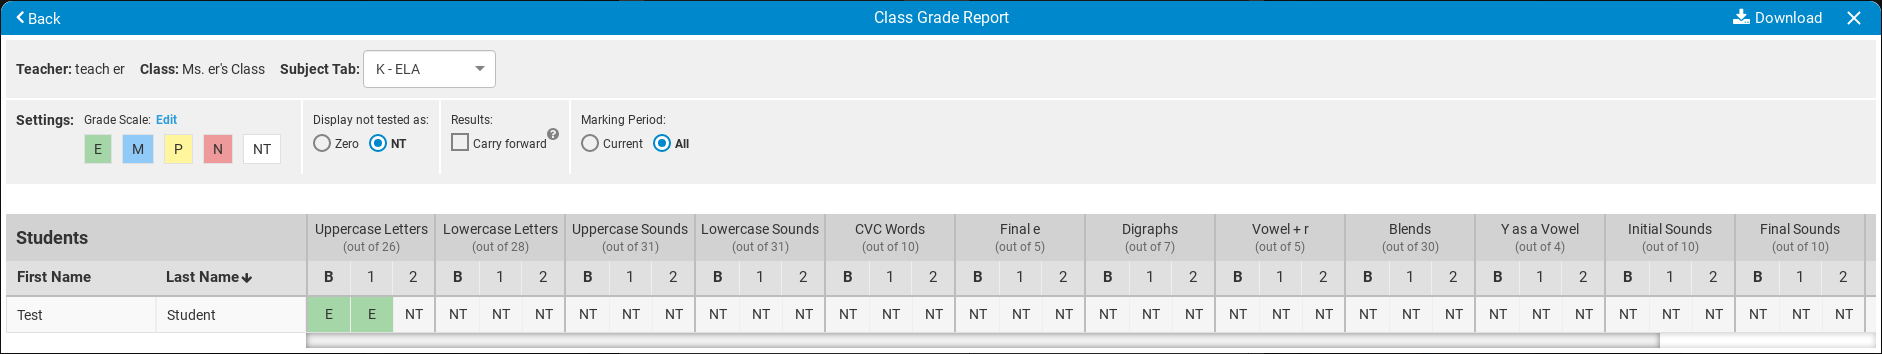 Back Class Grade Report Download
Teacher: teach er Class: Ms. er's Class Subject Tab: K - ELA
Settings: Grade Scale: Edit Display not tested as: Results: Marking Period:
E M P N NT Zero NT Carry forward ? Current All
Students Uppercase Letters Lowercase Letters Uppercase Sounds Lowercase Sounds CVC Words Final e Digraphs Vowel + r Blends Y as a Vowel Initial Sounds Final Sounds
(out of 26) (out of 28) (out of 31) (out of 31) (out of 10) (out of 5) (out of 7) (out of 5) (out of 30) (out of 4) (out of 10) (out of 10)
First Name Last Name B 1 2 B 1 2 B 1 2 B 1 2 B 1 2 B 1 2 B 1 2 B 1 2 B 1 2 B 1 2 B 1 2 B 1 2
Test Student E E NT NT NT NT NT NT NT NT NT NT NT NT NT NT NT NT NT NT NT NT NT NT NT NT NT NT NT NT NT NT NT NT NT NT NT NT